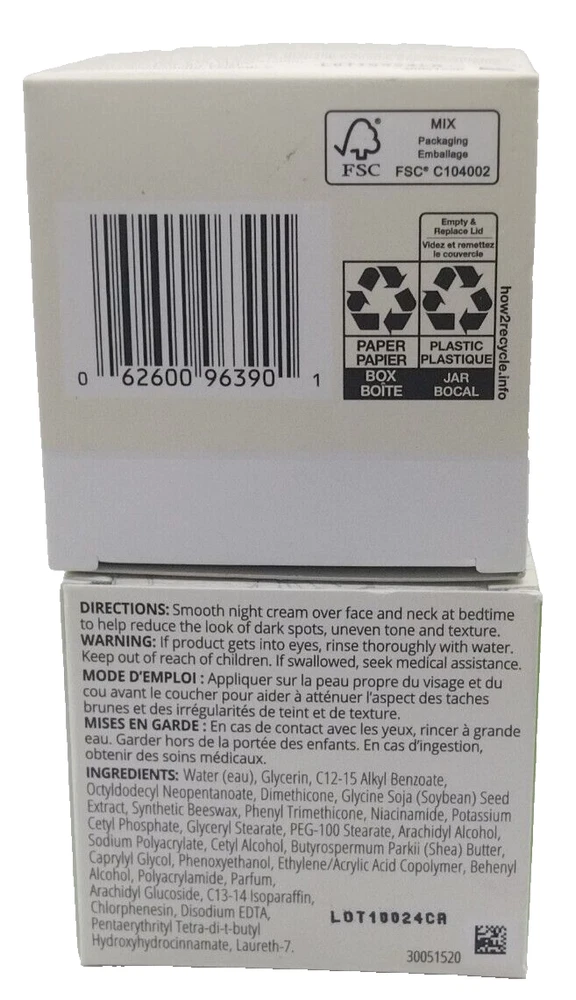 MIX
Packaging
Emballage
FSC® C104002
FSC®
Empty &
Replace Lid
Videz et remettez
le couvercle
PAPER
PAPIER
BOX
BOÎTE
PLASTIC
PLASTIQUE
JAR
BOCAL
how2recycle.info
0 62600 96390 1
DIRECTIONS: Smooth night cream over face and neck at bedtime
to help reduce the look of dark spots, uneven tone and texture.
WARNING: If product gets into eyes, rinse thoroughly with water.
Keep out of reach of children. If swallowed, seek medical assistance.
MODE D'EMPLOI : Appliquer sur la peau propre du visage et du
cou avant le coucher pour aider à atténuer l'aspect des taches
brunes et des irrégularités de teint et de texture.
MISES EN GARDE : En cas de contact avec les yeux, rincer à grande
eau. Garder hors de la portée des enfants. En cas d'ingestion,
obtenir des soins médicaux.
INGREDIENTS: Water (eau), Glycerin, C12-15 Alkyl Benzoate,
Octyldodecyl Neopentanoate, Dimethicone, Glycine Soja (Soybean) Seed
Extract, Synthetic Beeswax, Phenyl Trimethicone, Niacinamide, Potassium
Cetyl Phosphate, Glyceryl Stearate, PEG-100 Stearate, Arachidyl Alcohol,
Sodium Polyacrylate, Cetyl Alcohol, Butyrospermum Parkii (Shea) Butter,
Caprylyl Glycol, Phenoxyethanol, Ethylene/Acrylic Acid Copolymer, Behenyl
Alcohol, Polyacrylamide, Parfum,
Arachidyl Glucoside, C13-14 Isoparaffin,
Chlorphenesin, Disodium EDTA,
Pentaerythrityl Tetra-di-t-butyl
Hydroxyhydrocinnamate, Laureth-7.
LOT10024CR
30051520